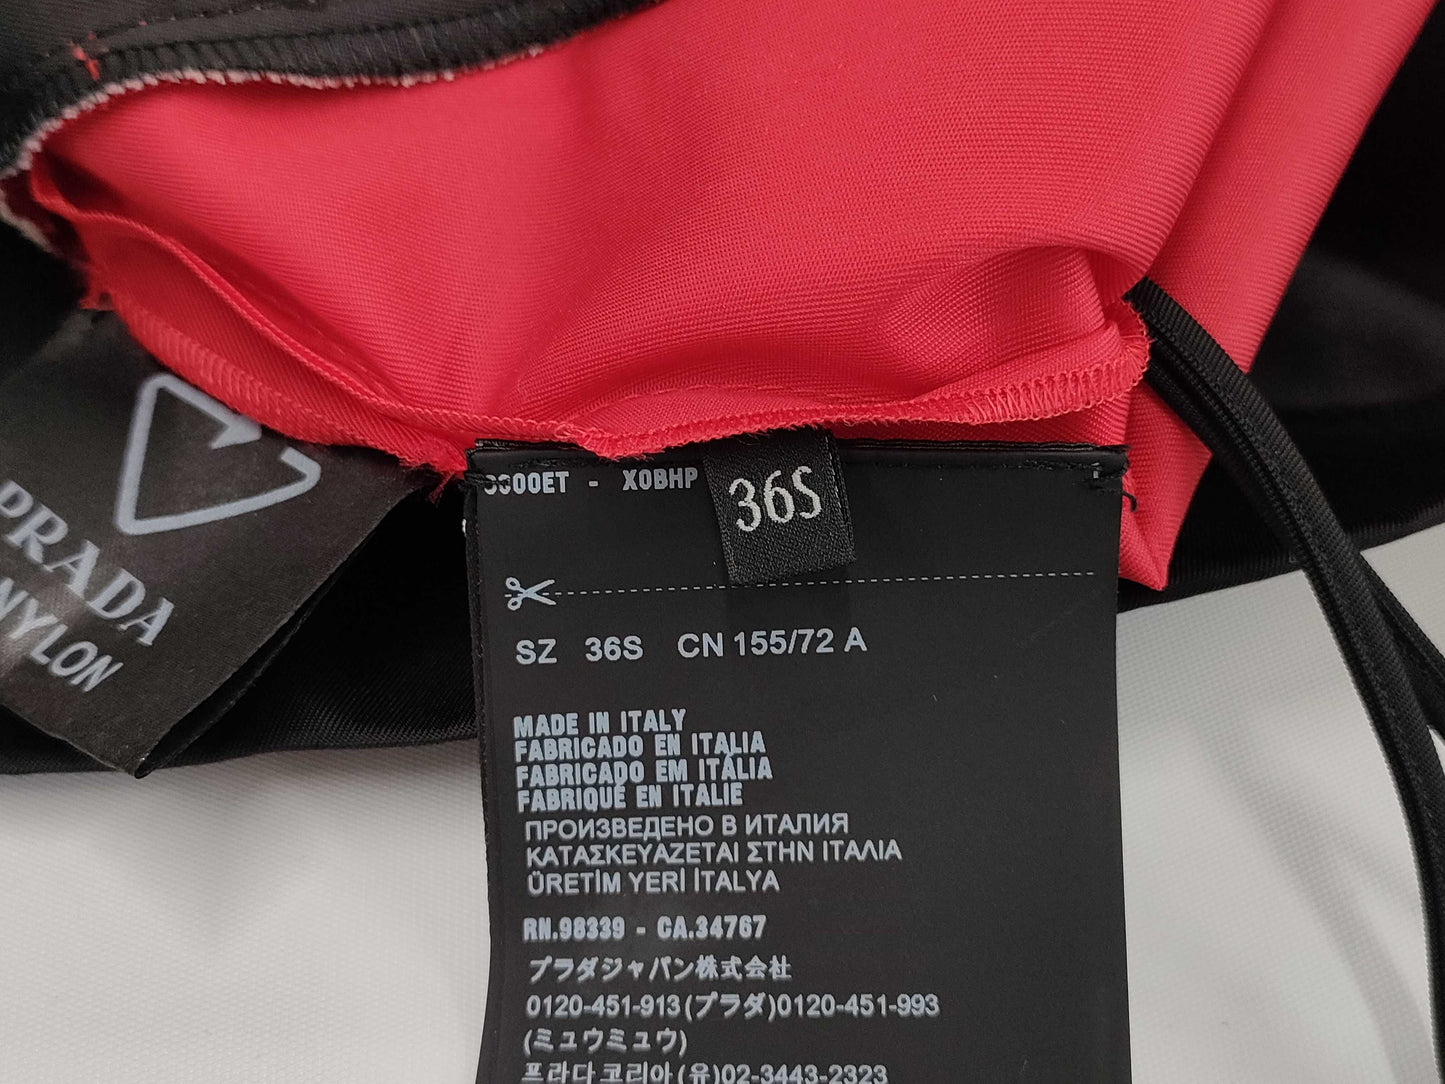 PRADA
NYLON
X0BHP
36S
SZ 36S CN 155/72 A
MADE IN ITALY
FABRICADO EN ITALIA
FABRICADO EM ITÁLIA
FABRIQUÉ EN ITALIE
ПРОИЗВЕДЕНО В ИТАЛИЯ
ΚΑΤΑΣΚΕΥΑΖΕΤΑΙ ΣΤΗΝ ΙΤΑΛΙΑ
ÜRETİM YERİ İTALYA
RN.98339 - CA.34767
プラダジャパン株式会社
0120-451-913(プラダ)0120-451-993
(ミュウミュウ)
프라다코리아(유)02-3443-2323